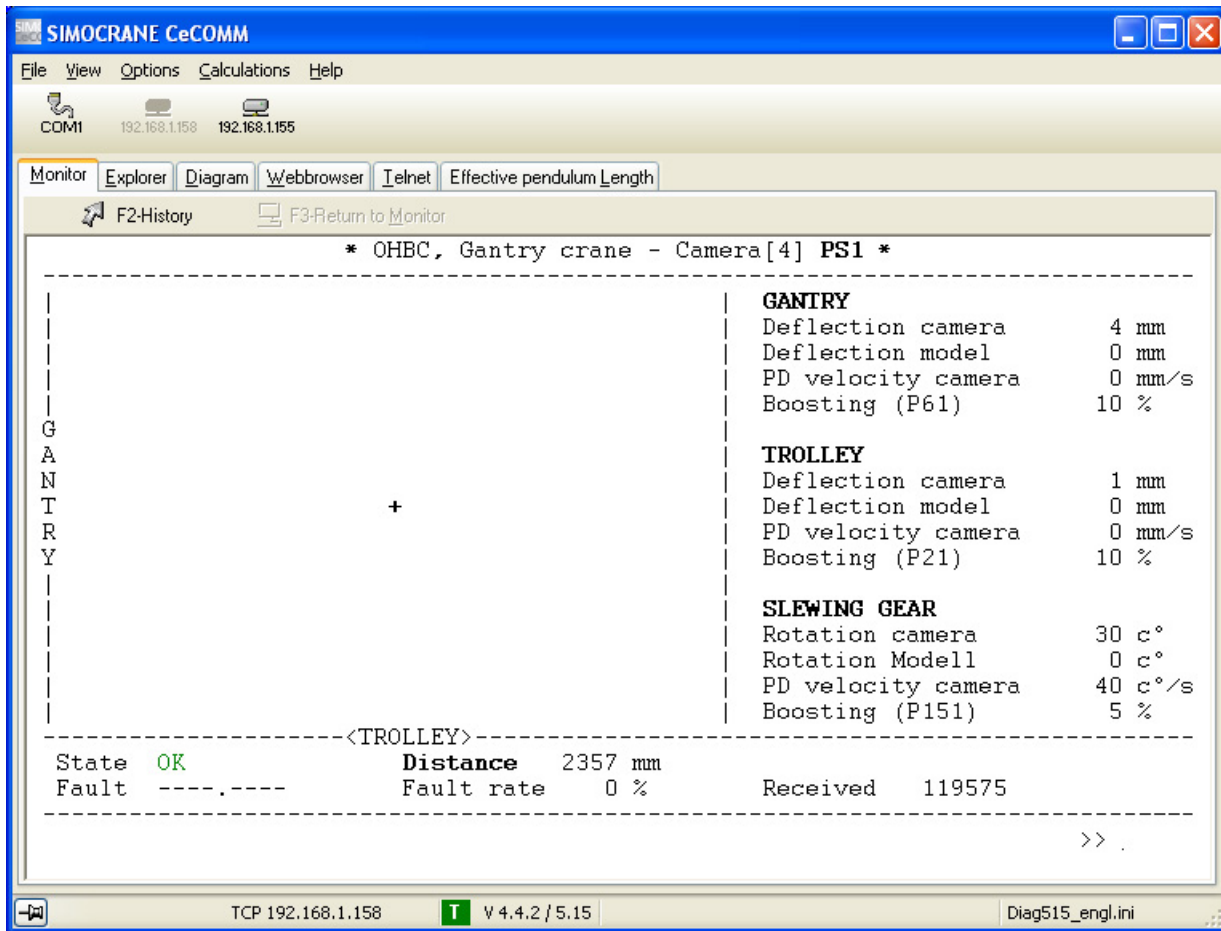 SIMOCRANE CeCOMM
File View Options Calculations Help
COM1 192.168.1.158 192.168.1.155
Monitor Explorer Diagram Webbrowser Telnet Effective pendulum Length
F2-History F3-Return to Monitor
* OHBC, Gantry crane - Camera[4] PS1 *
GANTRY
Deflection camera 4 mm
Deflection model 0 mm
PD velocity camera 0 mm/s
Boosting (P61) 10 %
GANTRY
TROLLEY
Deflection camera 1 mm
Deflection model 0 mm
PD velocity camera 0 mm/s
Boosting (P21) 10 %
+
SLEWING GEAR
Rotation camera 30 c°
Rotation Modell 0 c°
PD velocity camera 40 c°/s
Boosting (P151) 5 %
<TROLLEY>
State OK Distance 2357 mm
Fault ----.---- Fault rate 0 % Received 119575
>> .
TCP 192.168.1.158 T V 4.4.2 / 5.15 Diag515_engl.ini